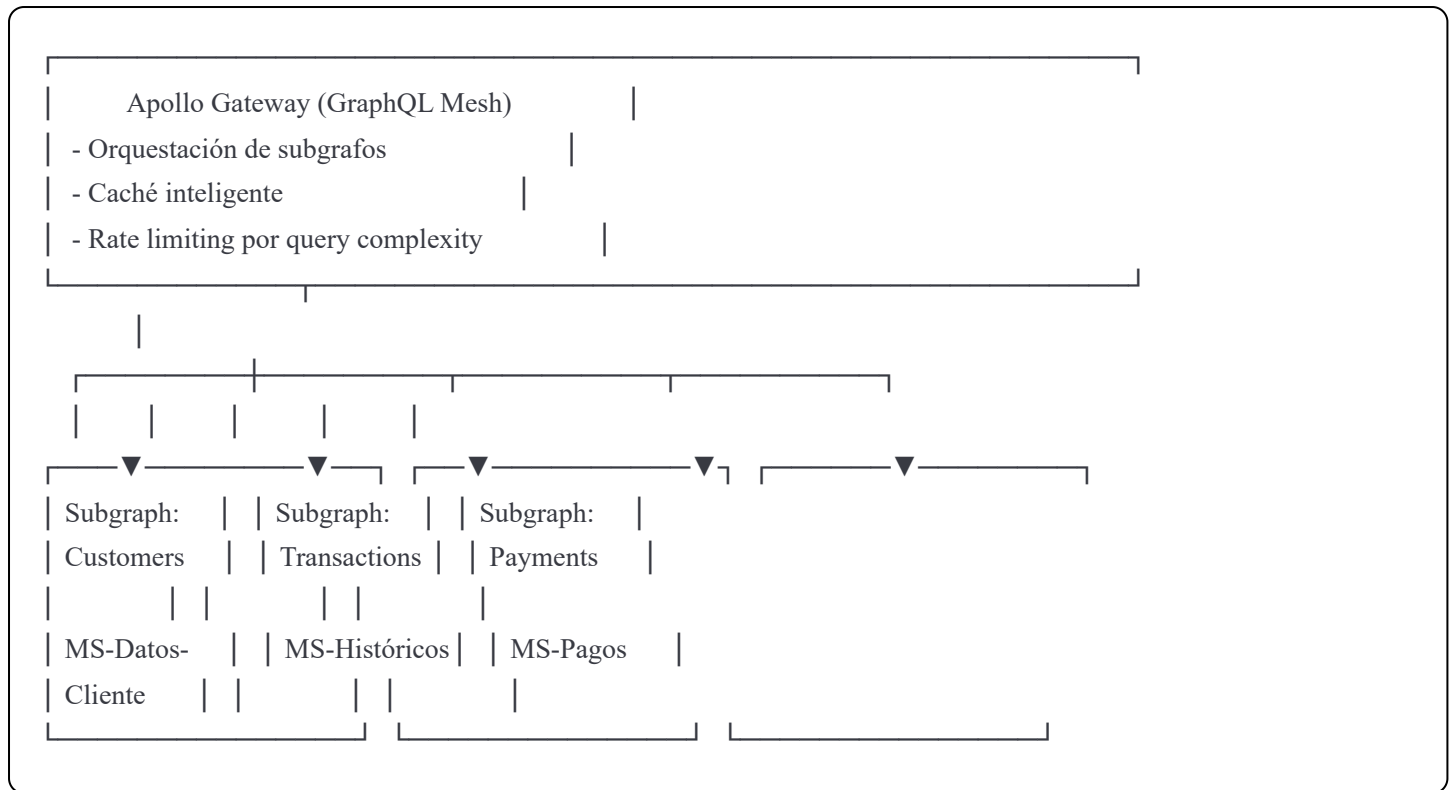 Apollo Gateway (GraphQL Mesh)
- Orquestación de subgrafos
- Caché inteligente
- Rate limiting por query complexity
Subgraph: Subgraph: Subgraph:
Customers Transactions Payments
MS-Datos- MS-Históricos MS-Pagos
Cliente